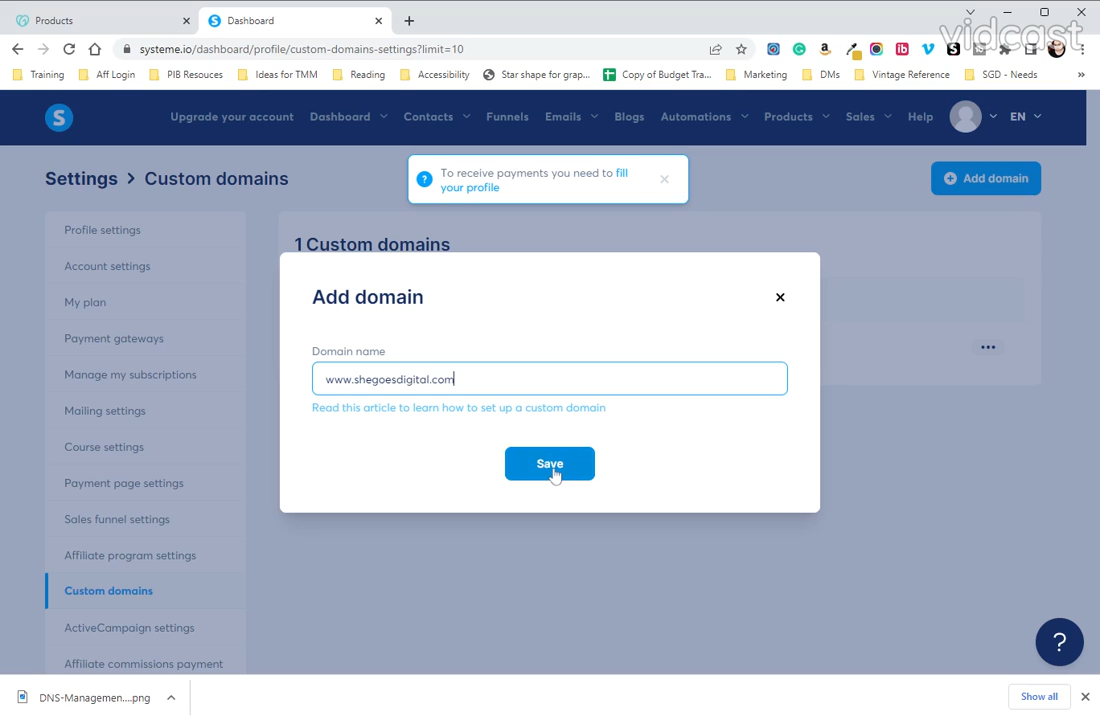 Products
Dashboard
vidcast
systeme.io/dashboard/profile/custom-domains-settings?limit=10
Training
Aff Login
PIB Resouces
Ideas for TMM
Reading
Accessibility
Star shape for grap...
Copy of Budget Tra...
Marketing
DMs
Vintage Reference
SGD - Needs
»
S
Upgrade your account
Dashboard
Contacts
Funnels
Emails
Blogs
Automations
Products
Sales
Help
EN
Settings > Custom domains
? To receive payments you need to fill
your profile
Add domain
Profile settings
Account settings
My plan
Payment gateways
Manage my subscriptions
Mailing settings
Course settings
Payment page settings
Sales funnel settings
Affiliate program settings
Custom domains
ActiveCampaign settings
Affiliate commissions payment
1 Custom domains
Add domain
Domain name
www.shegoesdigital.com
Read this article to learn how to set up a custom domain
Save
?
DNS-Managemen....png
Show all